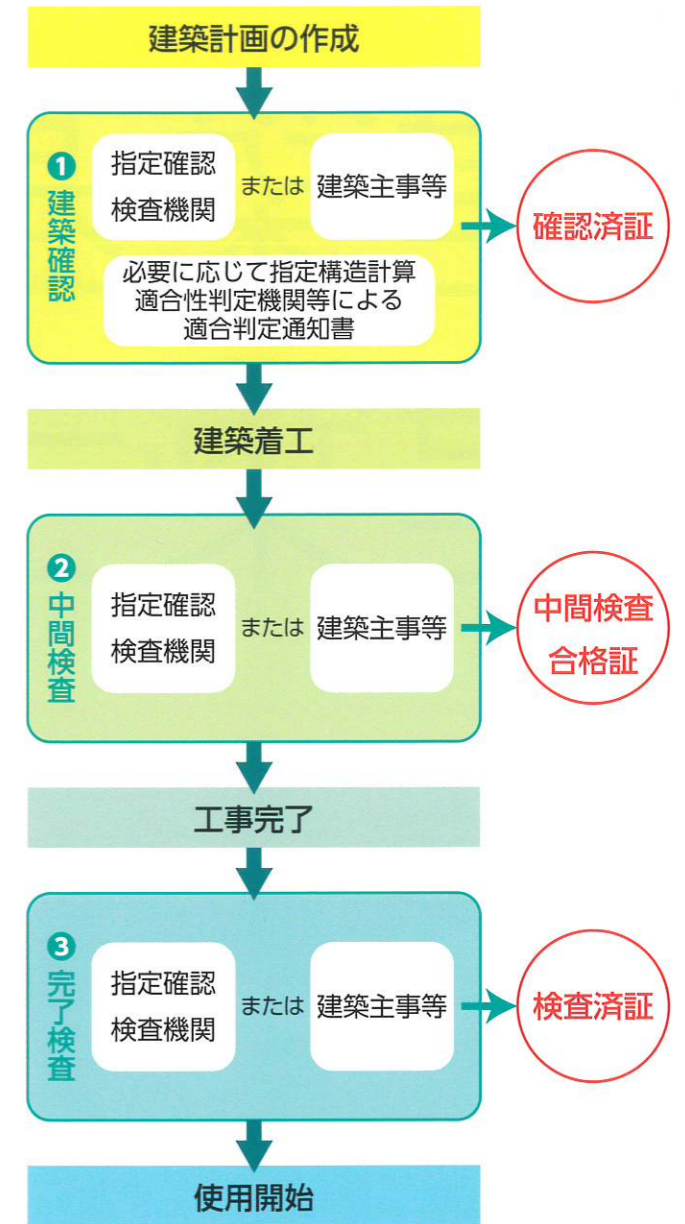 建築計画の作成
❶建築確認
指定確認
検査機関
または
建築主事等
必要に応じて指定構造計算
適合性判定機関等による
適合判定通知書
確認済証
建築着工
❷中間検査
指定確認
検査機関
または
建築主事等
中間検査
合格証
工事完了
❸完了検査
指定確認
検査機関
または
建築主事等
検査済証
使用開始